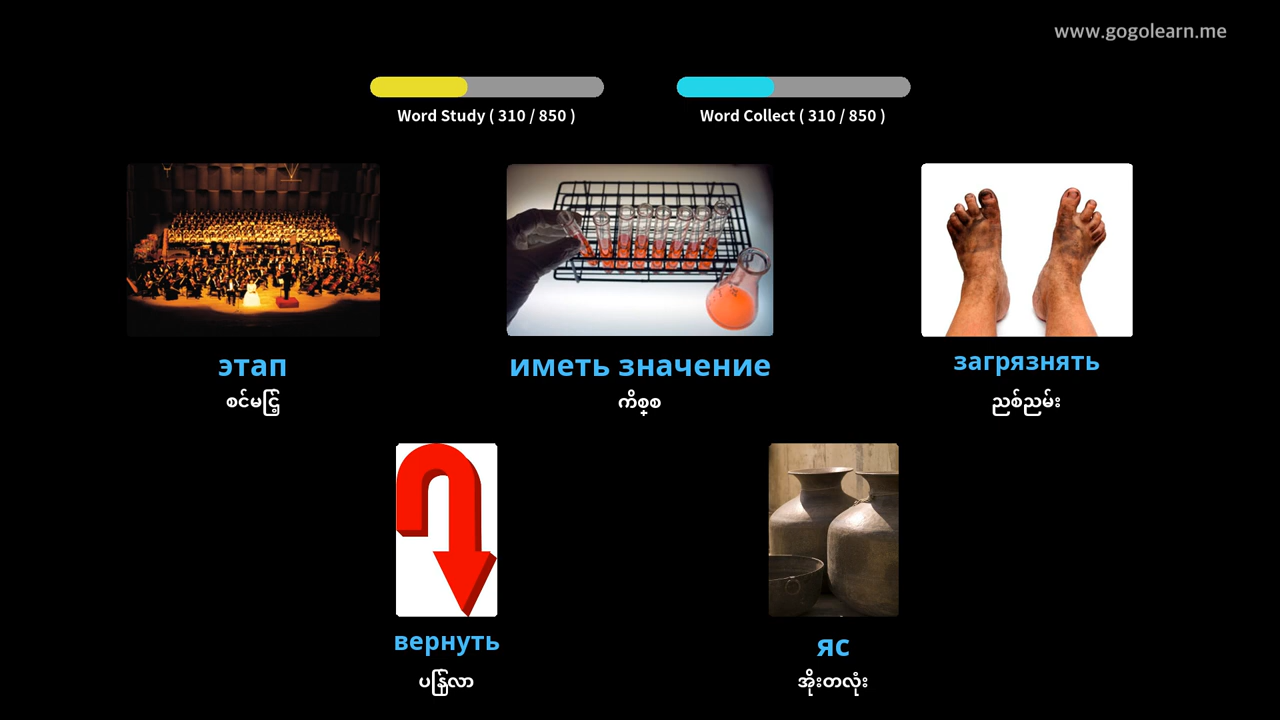 www.gogolearn.me
Word Study ( 310 / 850 )
Word Collect ( 310 / 850 )
этап
စင်မင့်ြ
иметь значение
ကိစ္စ
загрязнять
ညစ်ညမ်း
вернуть
ပန်ြလာ
яс
အိုးတလုံး